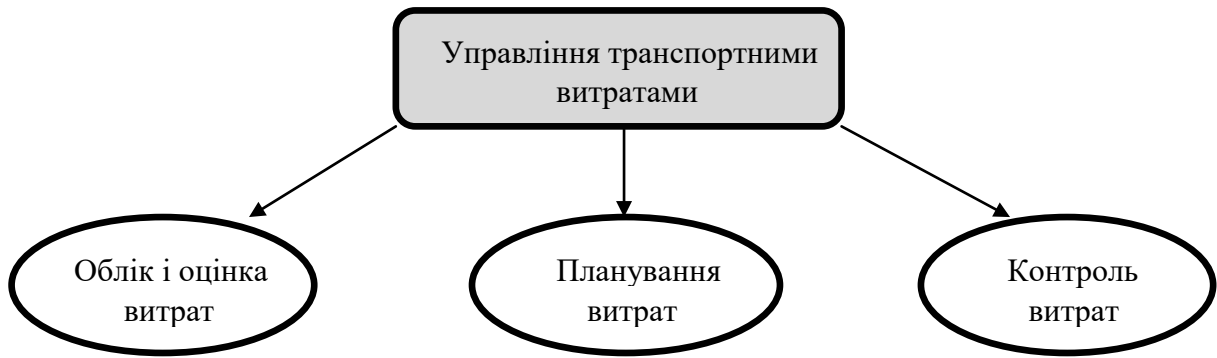 Управління транспортними
витратами
Облік і оцінка
витрат
Планування
витрат
Контроль
витрат